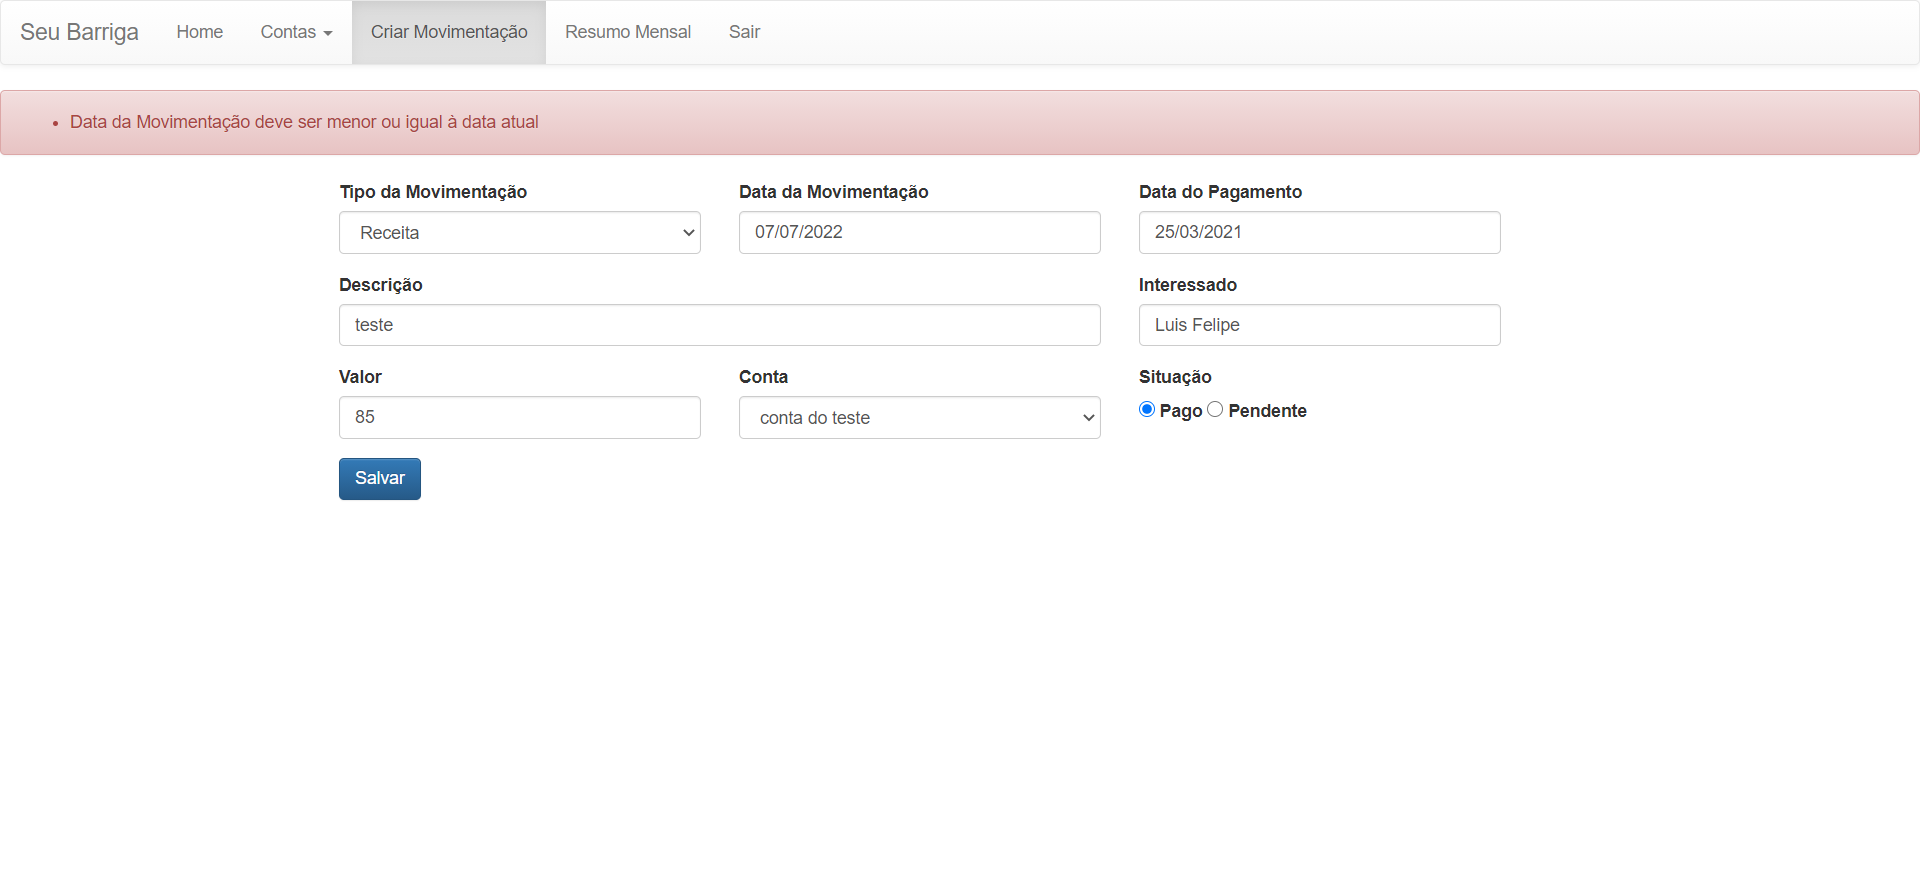 Seu Barriga Home Contas Criar Movimentação Resumo Mensal Sair
• Data da Movimentação deve ser menor ou igual à data atual
Tipo da Movimentação Data da Movimentação Data do Pagamento
Receita 07/07/2022 25/03/2021
Descrição Interessado
teste Luis Felipe
Valor Conta Situação
85 conta do teste Pago Pendente
Salvar